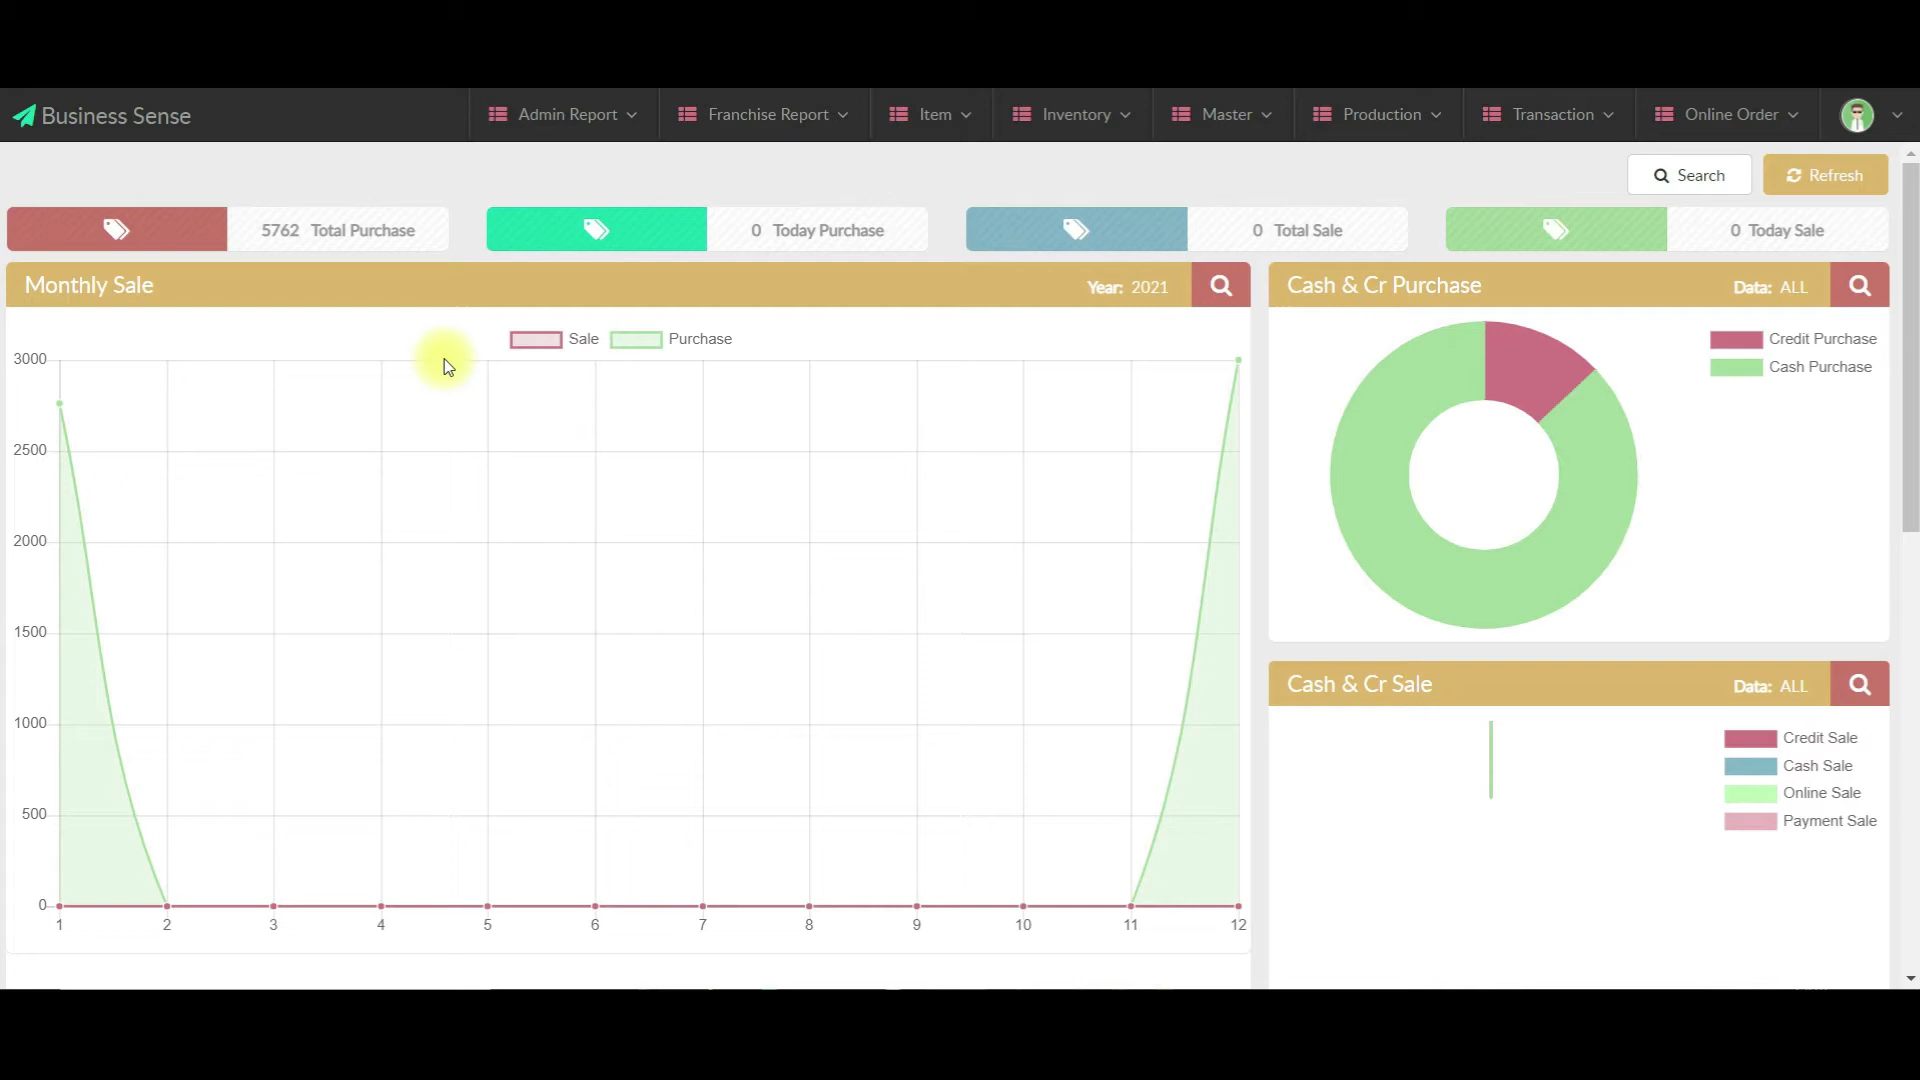 Business Sense
Admin Report
Franchise Report
Item
Inventory
Master
Production
Transaction
Online Order
Search
Refresh
5762 Total Purchase
0 Today Purchase
0 Total Sale
0 Today Sale
Monthly Sale
Year: 2021
Cash & Cr Purchase
Data: ALL
Sale
Purchase
Credit Purchase
Cash Purchase
3000
2500
2000
1500
1000
500
0
1 2 3 4 5 6 7 8 9 10 11 12
Cash & Cr Sale
Data: ALL
Credit Sale
Cash Sale
Online Sale
Payment Sale